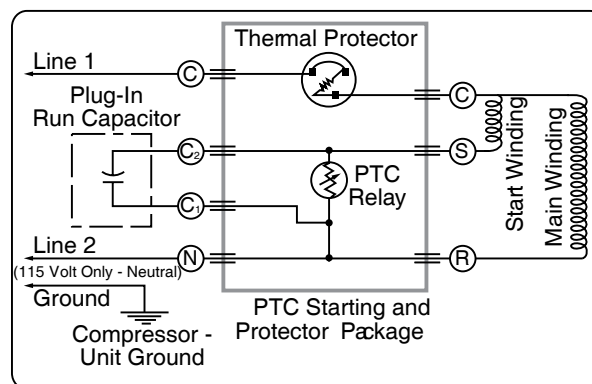 Thermal Protector
Line 1
C
C
Plug-In
Run Capacitor
C2
S
PTC
Relay
C1
Start Winding
Main Winding
Line 2
N
R
(115 Volt Only - Neutral)
Ground
Compressor -
Unit Ground
PTC Starting and
Protector Package